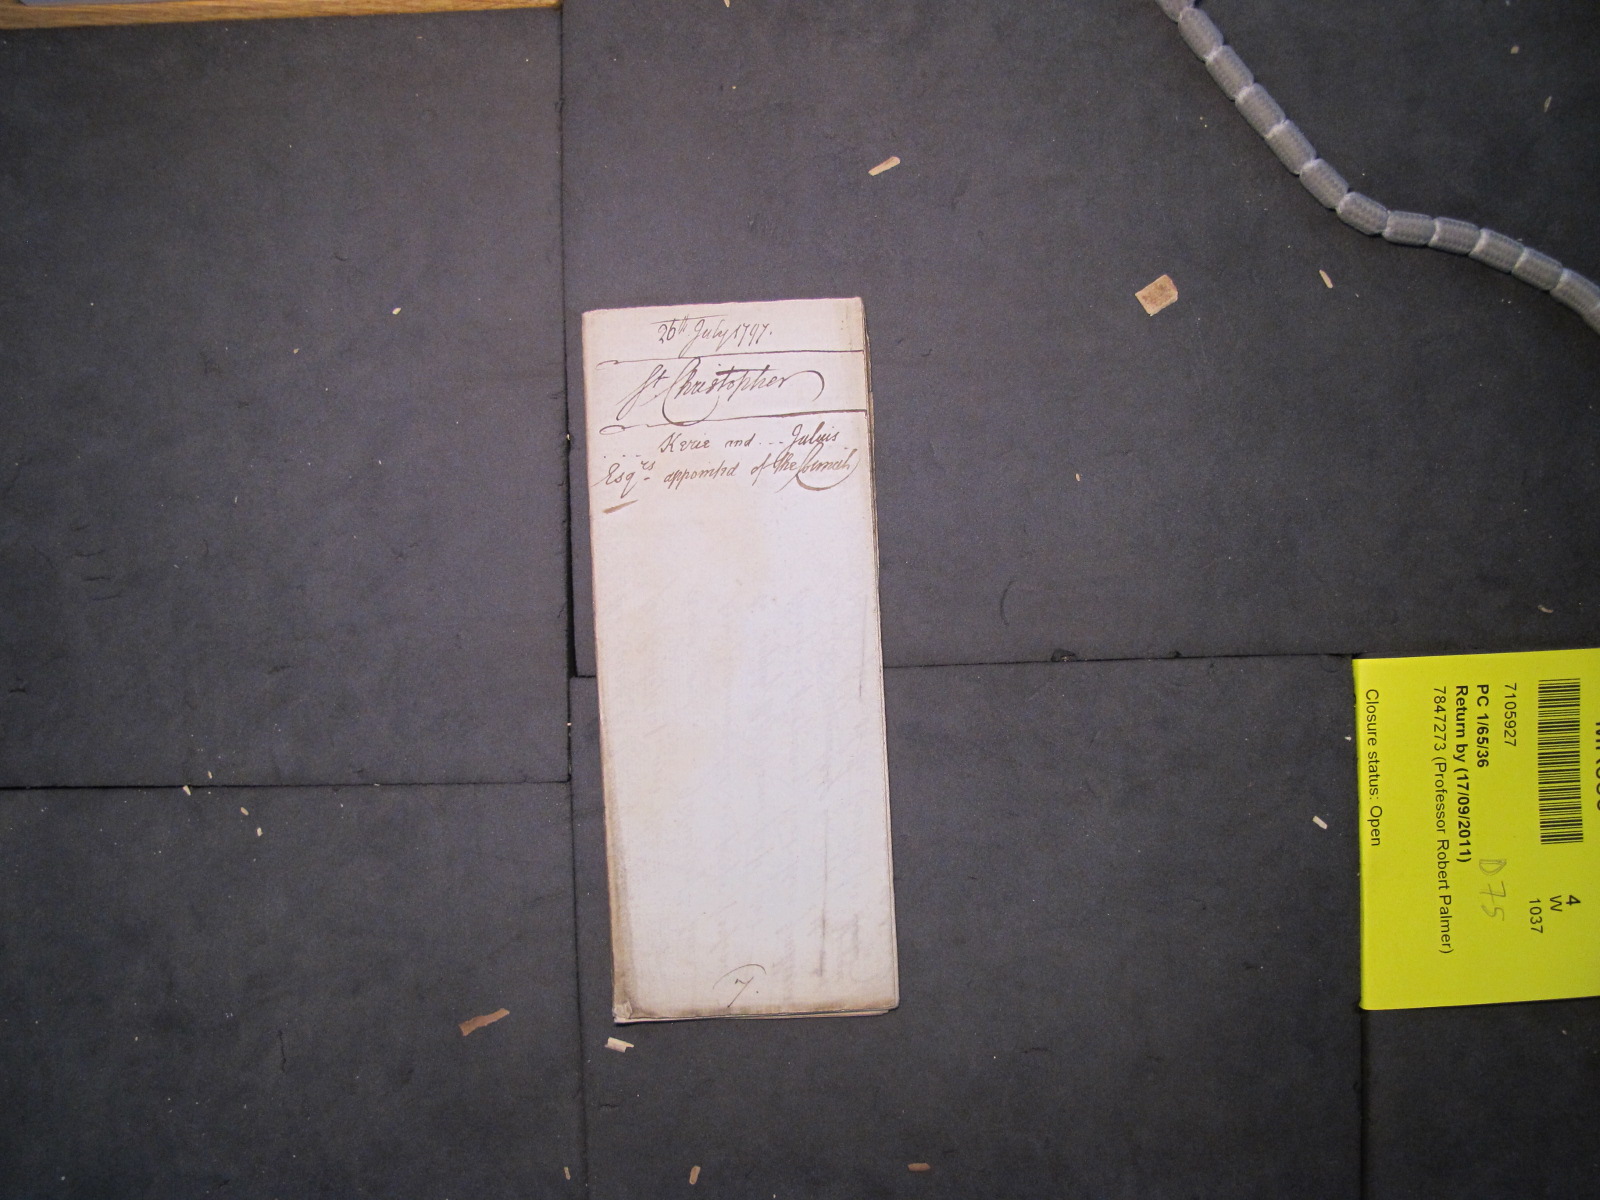 26th July 1797.
St Christopher
.... Kerie and ... Julius
Esqrs appointed of the Council
7.
7105927
PC 1/65/36
Return by (17/09/2011)
7847273 (Professor Robert Palmer)
Closure status: Open
D 75
4
W
1037